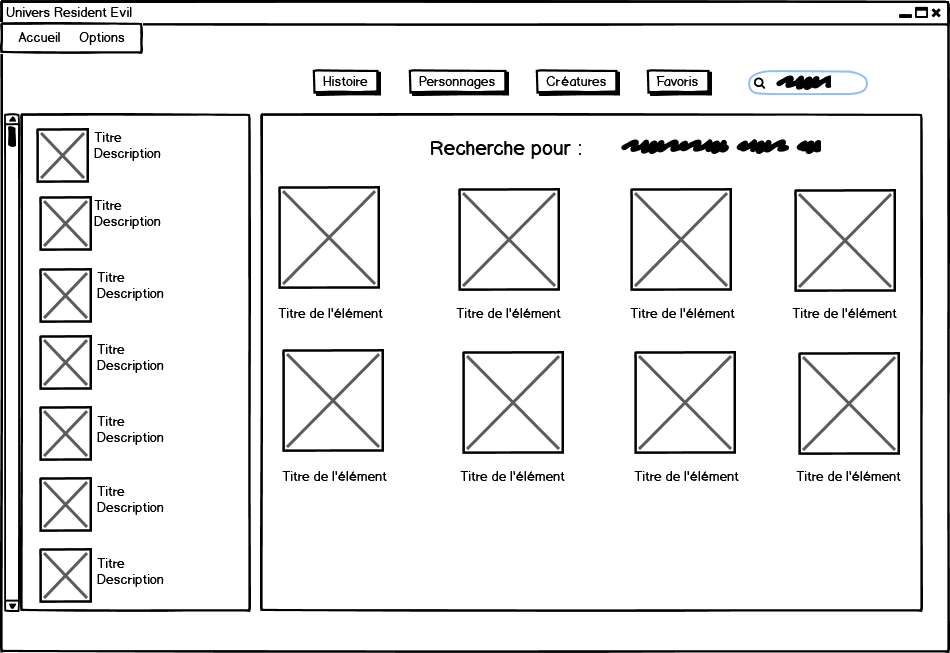 Univers Resident Evil
Accueil Options
Histoire Personnages Créatures Favoris
Recherche pour :
Titre
Description
Titre
Description
Titre
Description
Titre
Description
Titre
Description
Titre
Description
Titre
Description
Titre de l'élément Titre de l'élément Titre de l'élément Titre de l'élément
Titre de l'élément Titre de l'élément Titre de l'élément Titre de l'élément